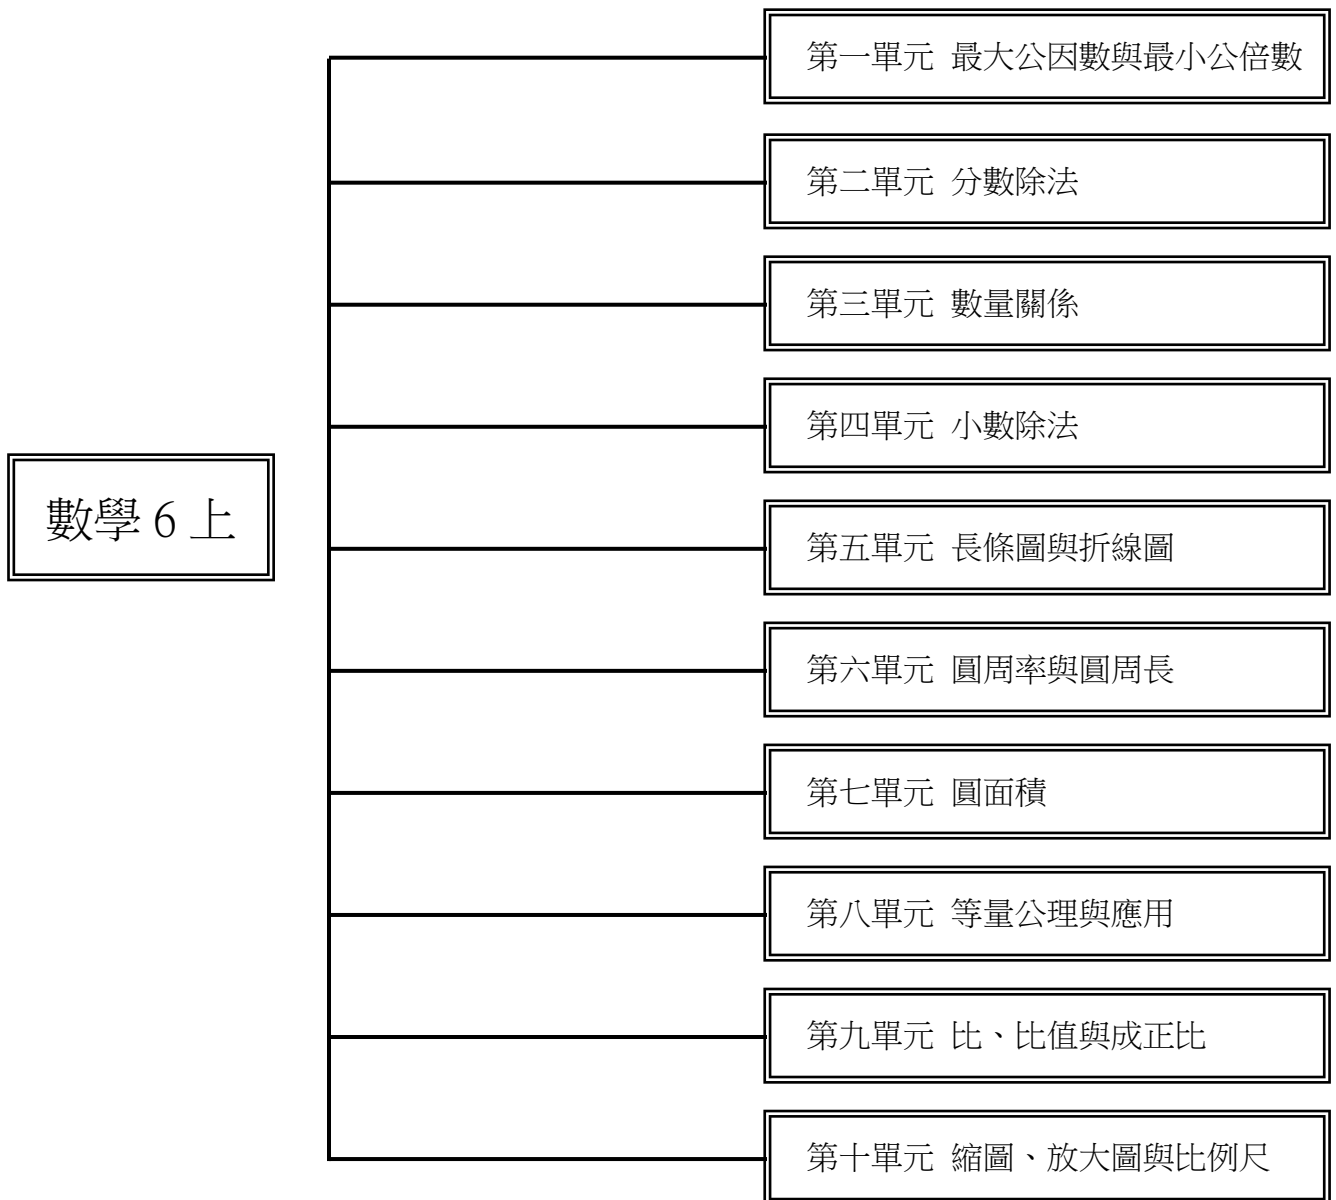 第一單元 最大公因數與最小公倍數
第二單元 分數除法
第三單元 數量關係
第四單元 小數除法
數學 6 上
第五單元 長條圖與折線圖
第六單元 圓周率與圓周長
第七單元 圓面積
第八單元 等量公理與應用
第九單元 比、比值與成正比
第十單元 縮圖、放大圖與比例尺